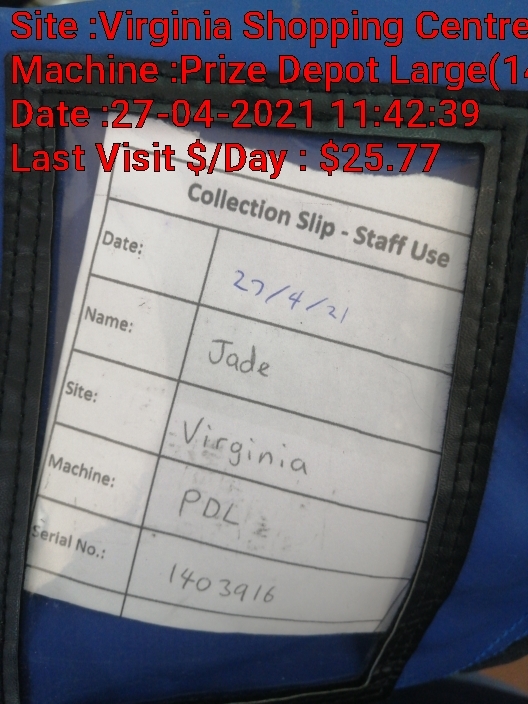 Site :Virginia Shopping Centre
Machine :Prize Depot Large(14
Date :27-04-2021 11:42:39
Last Visit $/Day : $25.77
Collection Slip - Staff Use
Date: 27/4/21
Name: Jade
Site: Virginia
Machine: PDL
Serial No.: 1403916